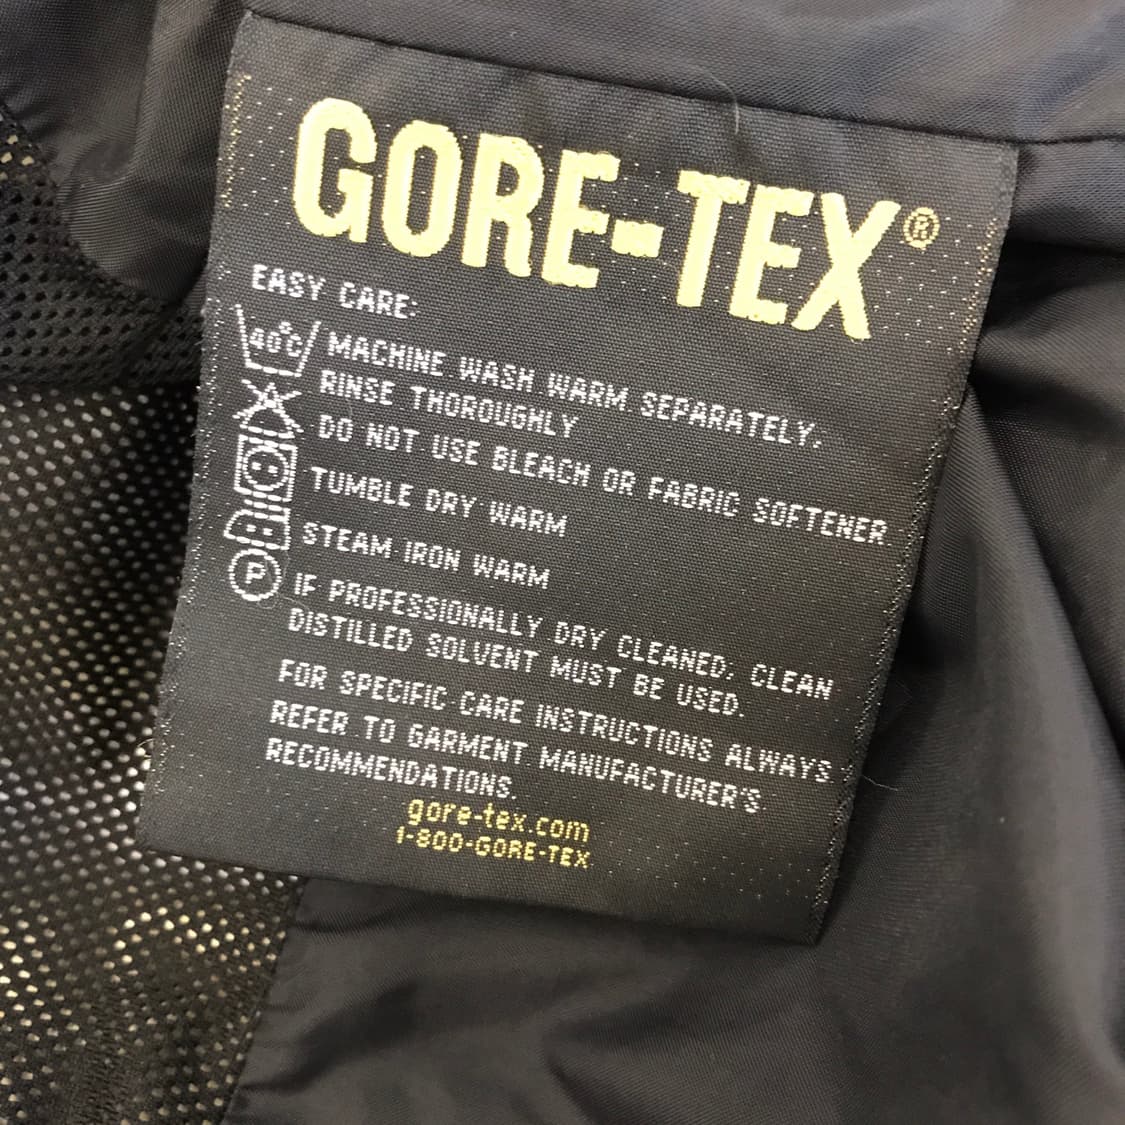 GORE-TEX®
EASY CARE:
40°C MACHINE WASH WARM SEPARATELY.
RINSE THOROUGHLY
DO NOT USE BLEACH OR FABRIC SOFTENER.
TUMBLE DRY WARM
STEAM IRON WARM
P IF PROFESSIONALLY DRY CLEANED; CLEAN
DISTILLED SOLVENT MUST BE USED.
FOR SPECIFIC CARE INSTRUCTIONS ALWAYS
REFER TO GARMENT MANUFACTURER'S
RECOMMENDATIONS.
gore-tex.com
1-800-GORE-TEX